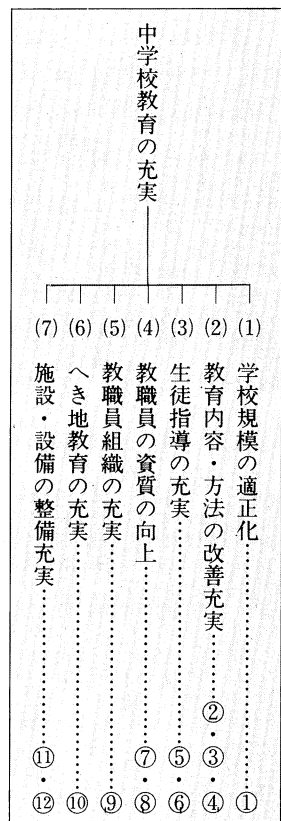 中学校教育の充実
(1) 学校規模の適正化……………①
(2) 教育内容・方法の改善充実……………②・③・④
(3) 生徒指導の充実……………⑤・⑥
(4) 教職員の資質の向上……………⑦・⑧
(5) 教職員組織の充実……………⑨
(6) へき地教育の充実……………⑩
(7) 施設・設備の整備充実……………⑪・⑫